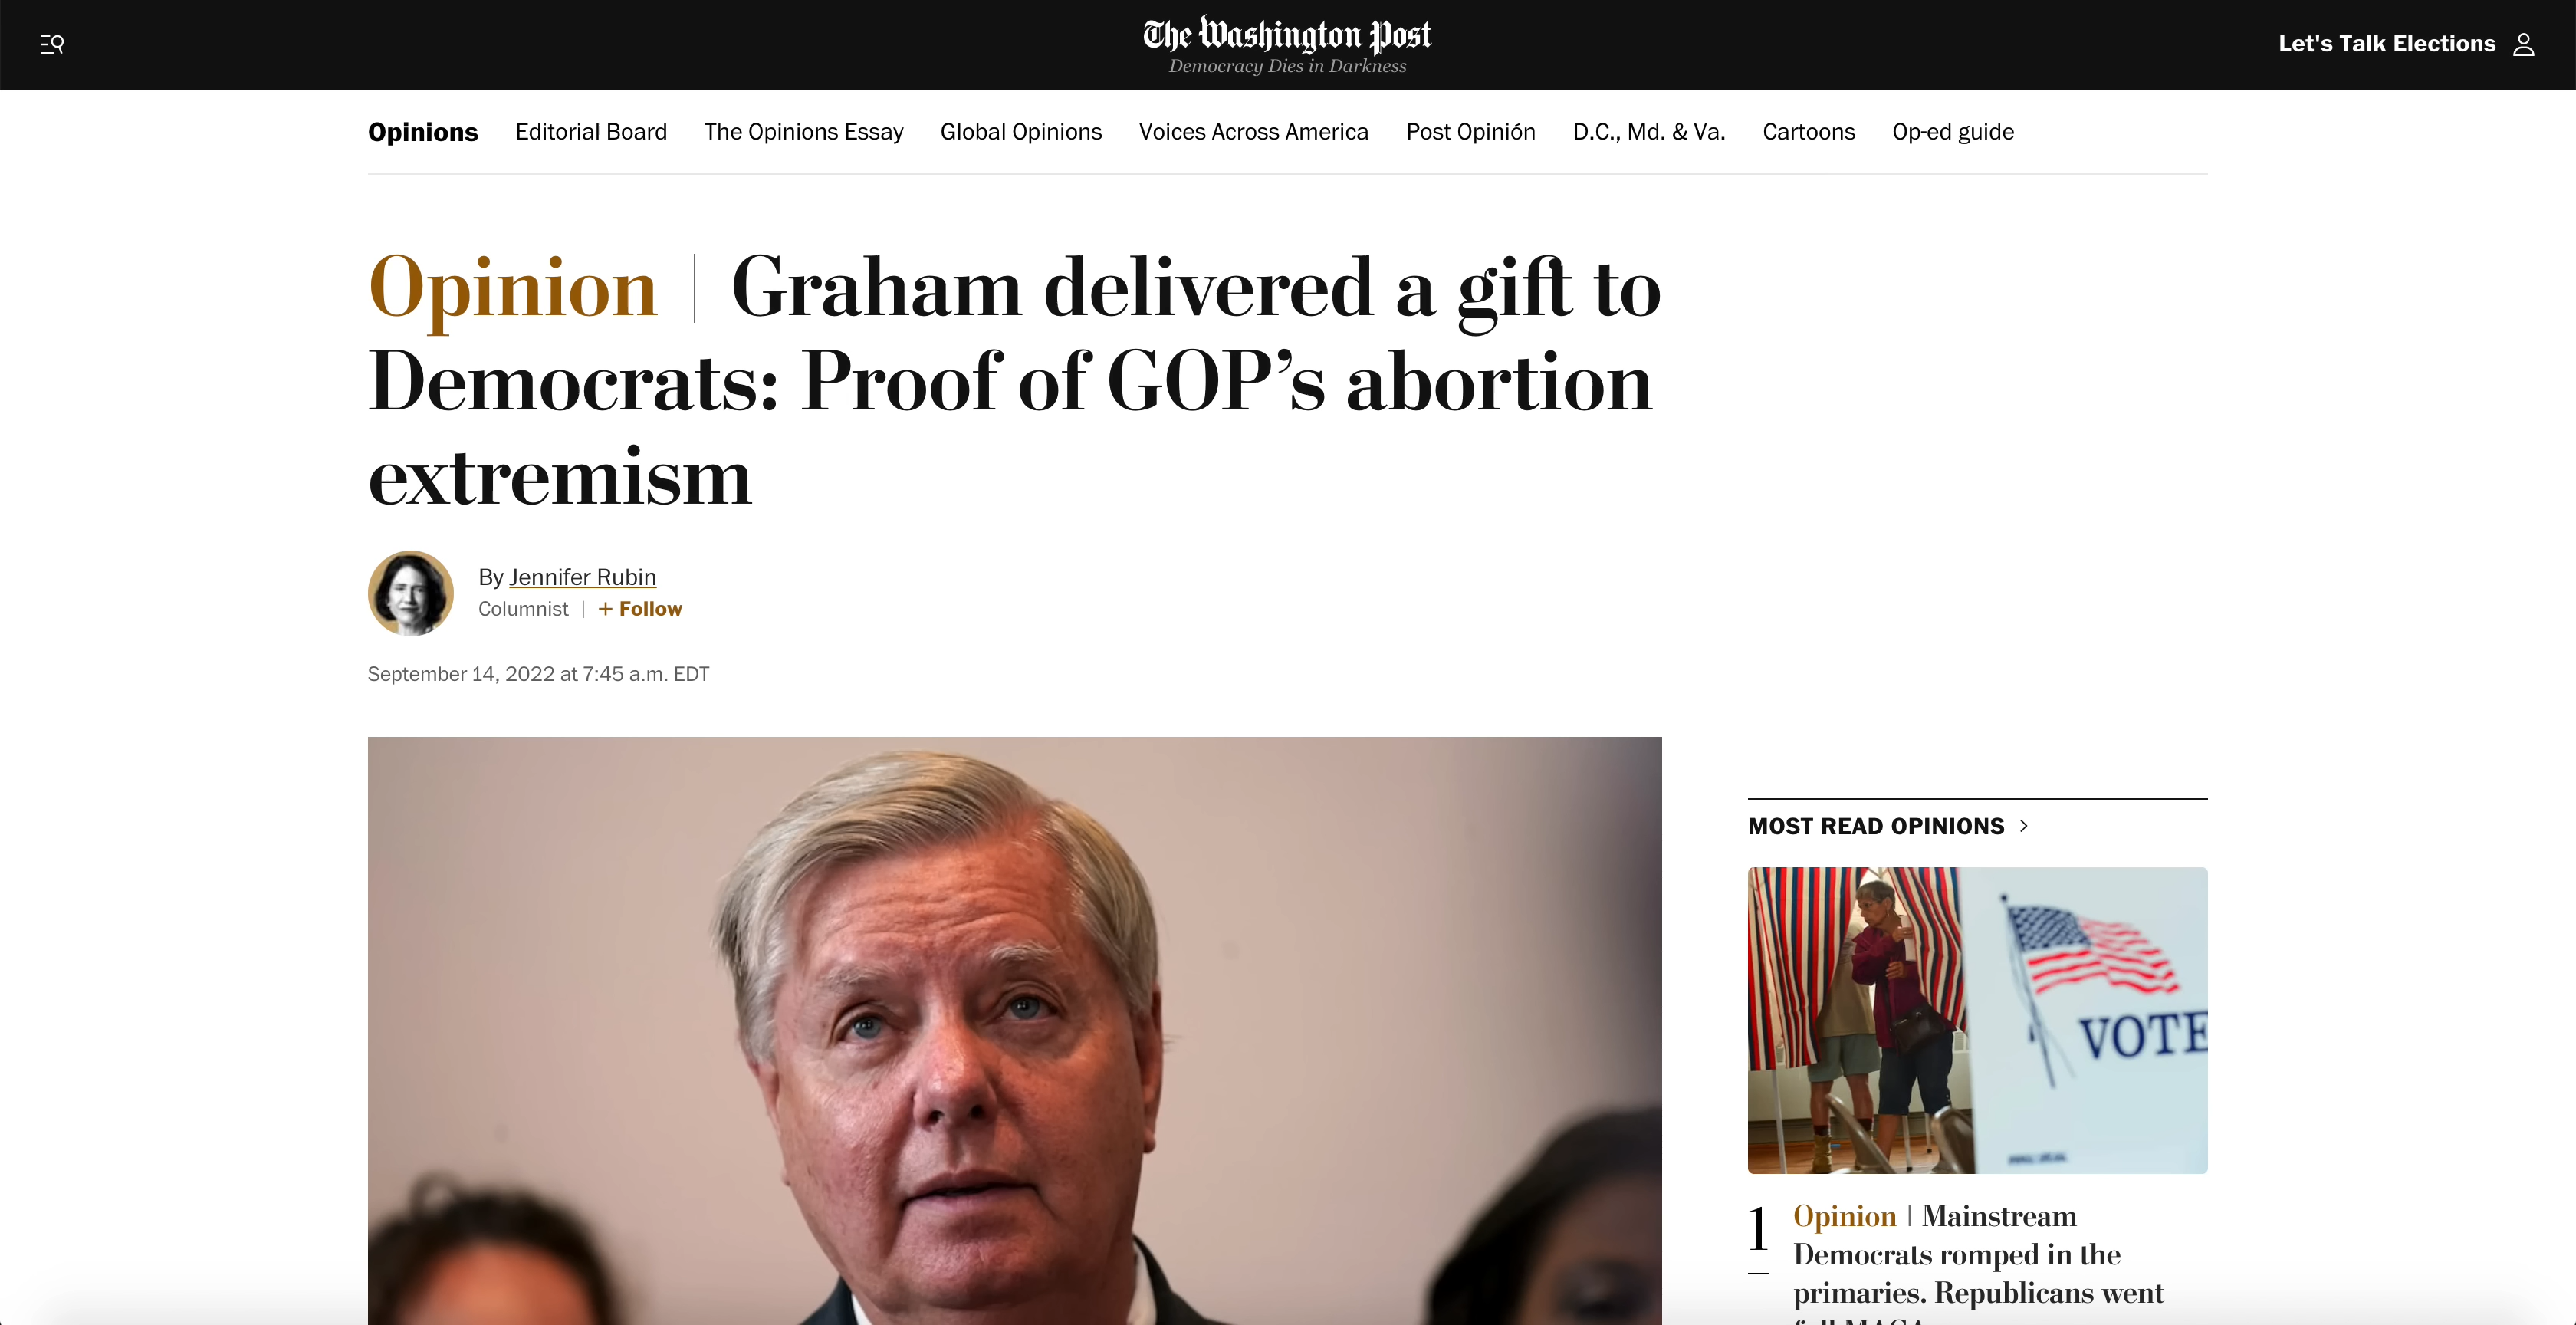 The Washington Post
Democracy Dies in Darkness
Let's Talk Elections
Opinions Editorial Board The Opinions Essay Global Opinions Voices Across America Post Opinión D.C., Md. & Va. Cartoons Op-ed guide
Opinion | Graham delivered a gift to
Democrats: Proof of GOP’s abortion
extremism
By Jennifer Rubin
Columnist | + Follow
September 14, 2022 at 7:45 a.m. EDT
MOST READ OPINIONS >
VOTE
1 Opinion | Mainstream
Democrats romped in the
primaries. Republicans went
full MAGA